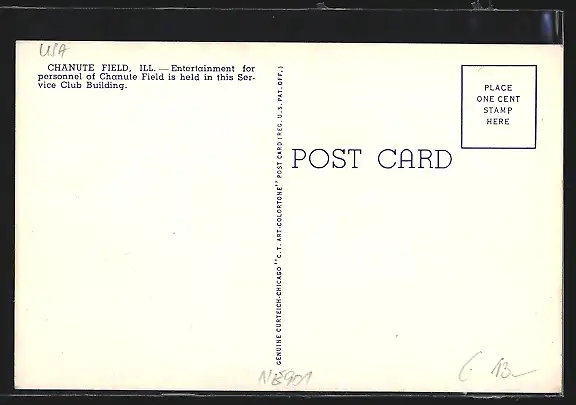 USA
CHANUTE FIELD, ILL. — Entertainment for
personnel of Chanute Field is held in this Ser-
vice Club Building.
GENUINE CURTEICH-CHICAGO "C.T. ART-COLORTONE" POST CARD (REG. U.S. PAT. OFF.)
POST CARD
PLACE
ONE CENT
STAMP
HERE